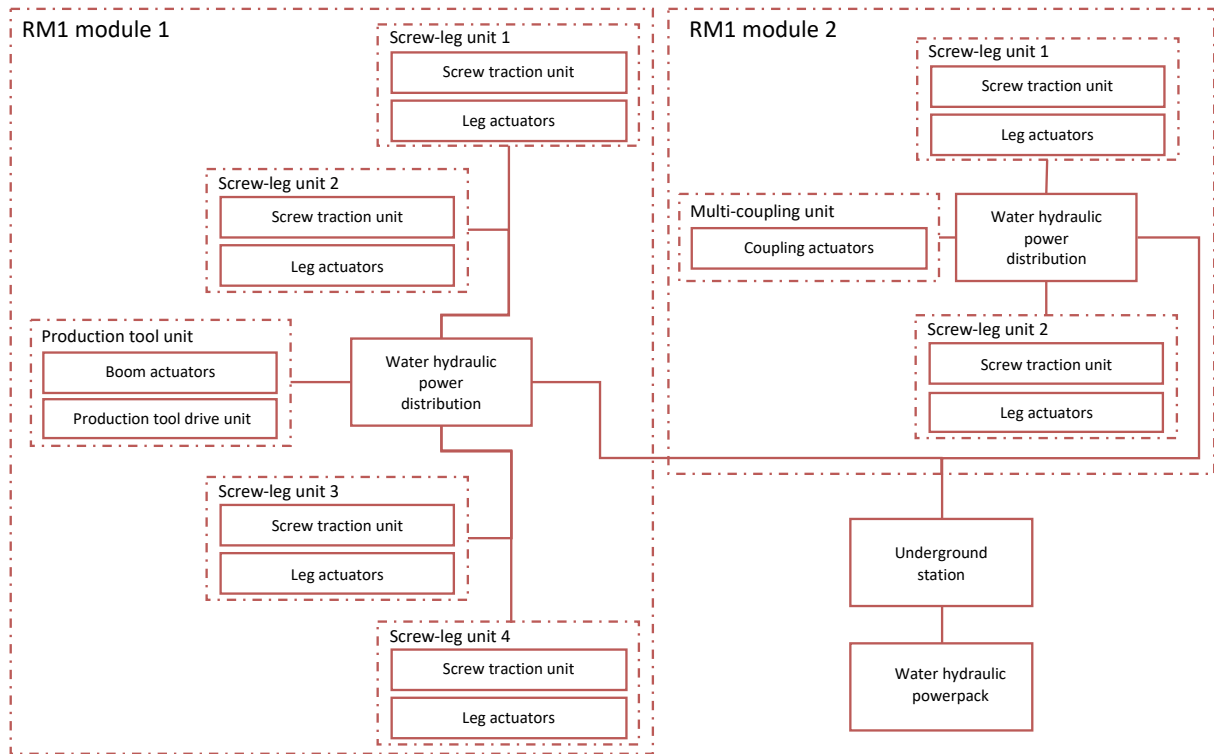 RM1 module 1
Screw-leg unit 1
Screw traction unit
Leg actuators
Screw-leg unit 2
Screw traction unit
Leg actuators
Production tool unit
Boom actuators
Production tool drive unit
Water hydraulic
power
distribution
Screw-leg unit 3
Screw traction unit
Leg actuators
Screw-leg unit 4
Screw traction unit
Leg actuators
RM1 module 2
Screw-leg unit 1
Screw traction unit
Leg actuators
Multi-coupling unit
Coupling actuators
Water hydraulic
power
distribution
Screw-leg unit 2
Screw traction unit
Leg actuators
Underground
station
Water hydraulic
powerpack